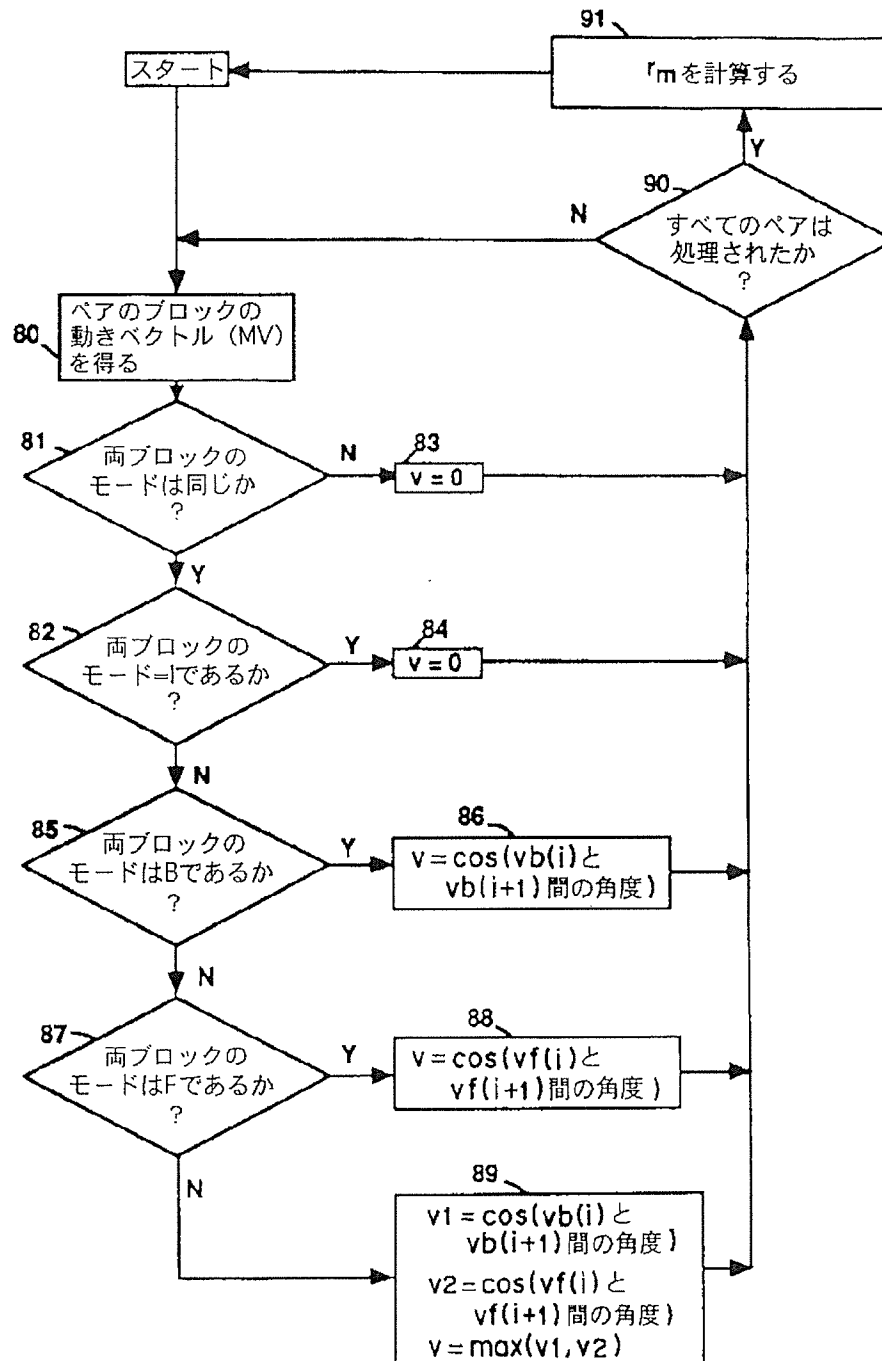 91
スタート
rmを計算する
Y
90
N
すべてのペアは
処理されたか
?
80
ペアのブロックの
動きベクトル (MV)
を得る
81
両ブロックの
モードは同じか
?
N
83
v=0
Y
82
両ブロックの
モード=Iであるか
?
Y
84
v=0
N
85
両ブロックの
モードはBであるか
?
Y
86
v=cos(vb(i)と
vb(i+1)間の角度)
N
87
両ブロックの
モードはFであるか
?
Y
88
v=cos(vf(i)と
vf(i+1)間の角度)
N
89
v1=cos(vb(i)と
vb(i+1)間の角度)
v2=cos(vf(i)と
vf(i+1)間の角度)
v=max(v1,v2)